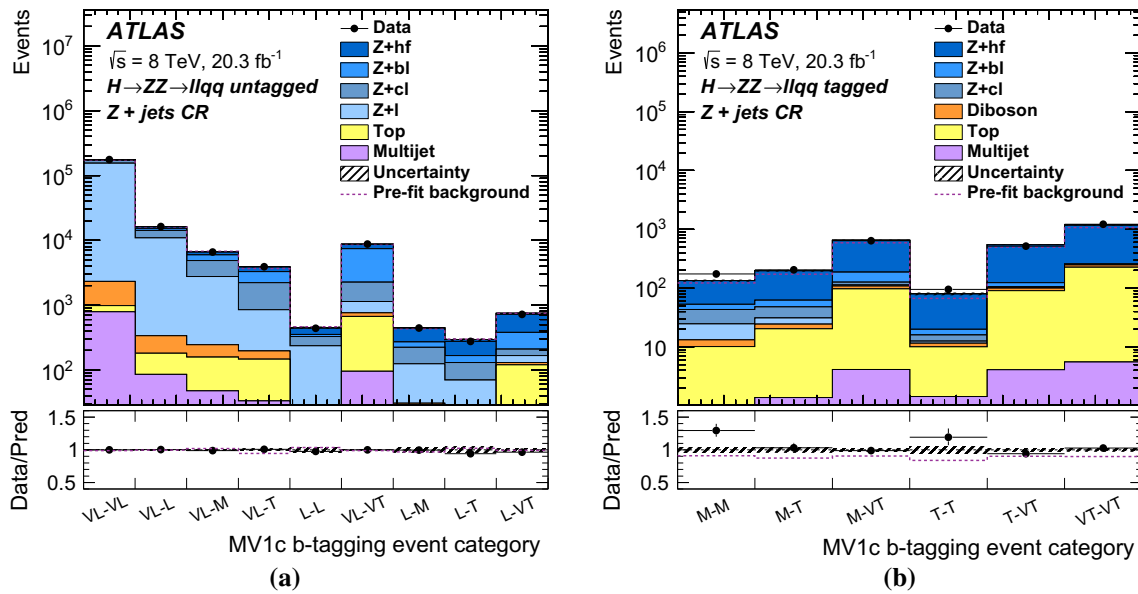 Events
10⁷
10⁶
10⁵
10⁴
10³
10²
ATLAS
√s = 8 TeV, 20.3 fb⁻¹
H→ZZ→llqq untagged
Z + jets CR
Data
Z+hf
Z+bl
Z+cl
Z+l
Top
Multijet
Uncertainty
Pre-fit background
Data/Pred
1.5
1
0.5
VL-VL
VL-L
VL-M
VL-T
L-L
VL-VT
L-M
L-T
L-VT
MV1c b-tagging event category
(a)
Events
10⁶
10⁵
10⁴
10³
10²
10
ATLAS
√s = 8 TeV, 20.3 fb⁻¹
H→ZZ→llqq tagged
Z + jets CR
Data
Z+hf
Z+bl
Z+cl
Diboson
Top
Multijet
Uncertainty
Pre-fit background
Data/Pred
1.5
1
0.5
M-M
M-T
M-VT
T-T
T-VT
VT-VT
MV1c b-tagging event category
(b)